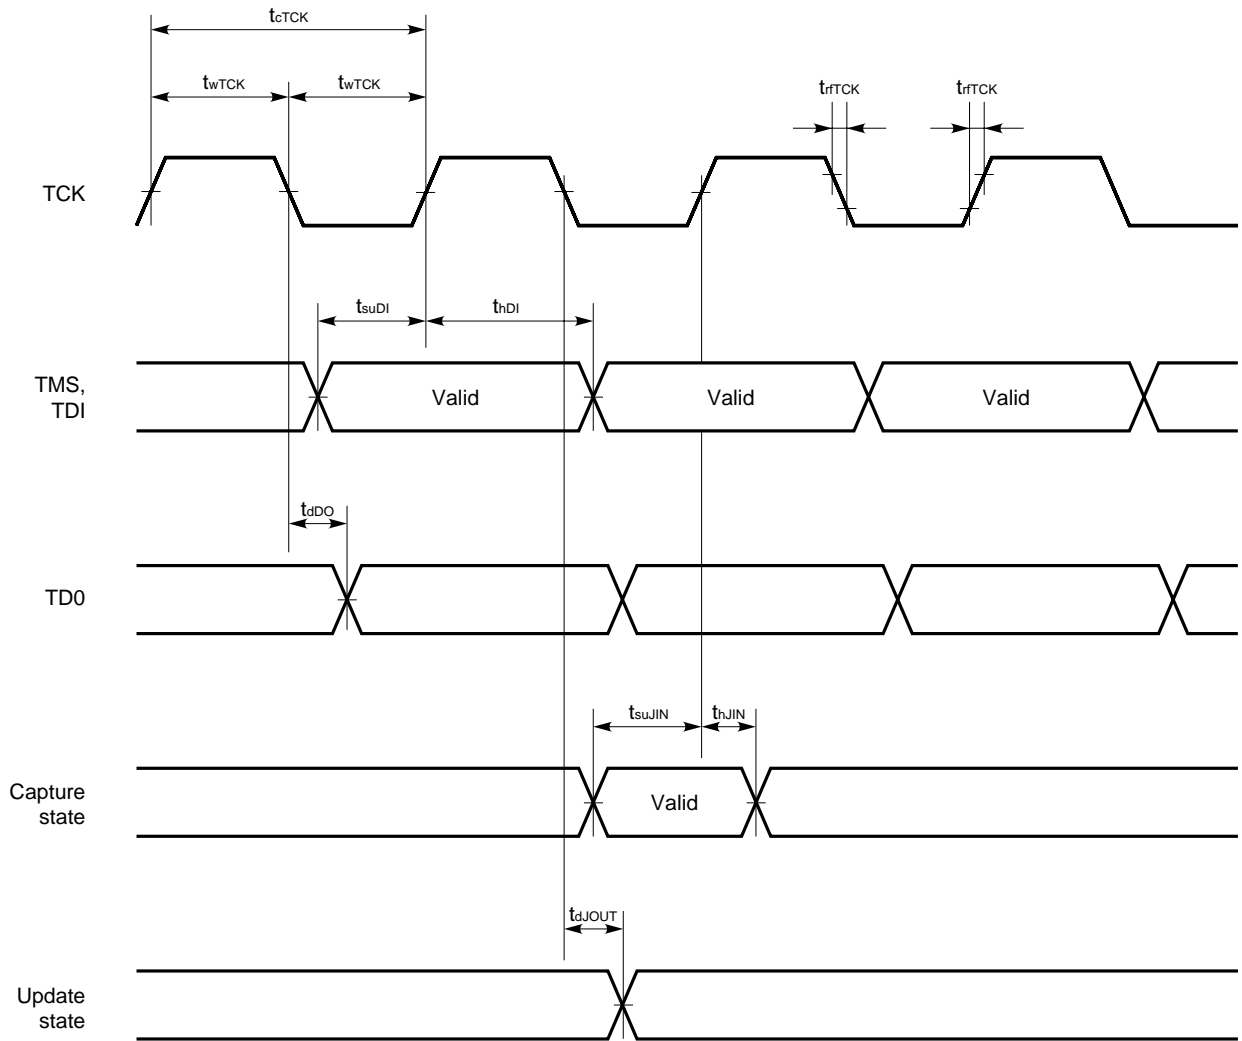 tcTCK
twTCK twTCK trfTCK trfTCK
TCK
tsuDI thDI
TMS,
TDI
Valid Valid Valid
tdDO
TD0
tsuJIN thJIN
Capture
state
Valid
tdJOUT
Update
state